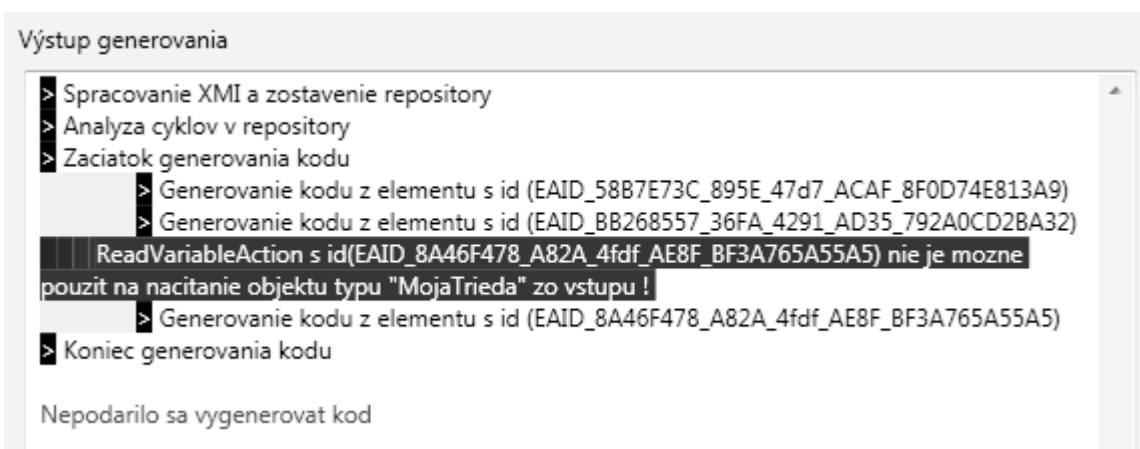 Výstup generovania
> Spracovanie XMI a zostavenie repository
> Analyza cyklov v repository
> Zaciatok generovania kodu
> Generovanie kodu z elementu s id (EAID_58B7E73C_895E_47d7_ACAF_8F0D74E813A9)
> Generovanie kodu z elementu s id (EAID_BB268557_36FA_4291_AD35_792A0CD2BA32)
ReadVariableAction s id(EAID_8A46F478_A82A_4fdf_AE8F_BF3A765A55A5) nie je mozne
pouzit na nacitanie objektu typu "MojaTrieda" zo vstupu !
> Generovanie kodu z elementu s id (EAID_8A46F478_A82A_4fdf_AE8F_BF3A765A55A5)
> Koniec generovania kodu
Nepodarilo sa vygenerovat kod